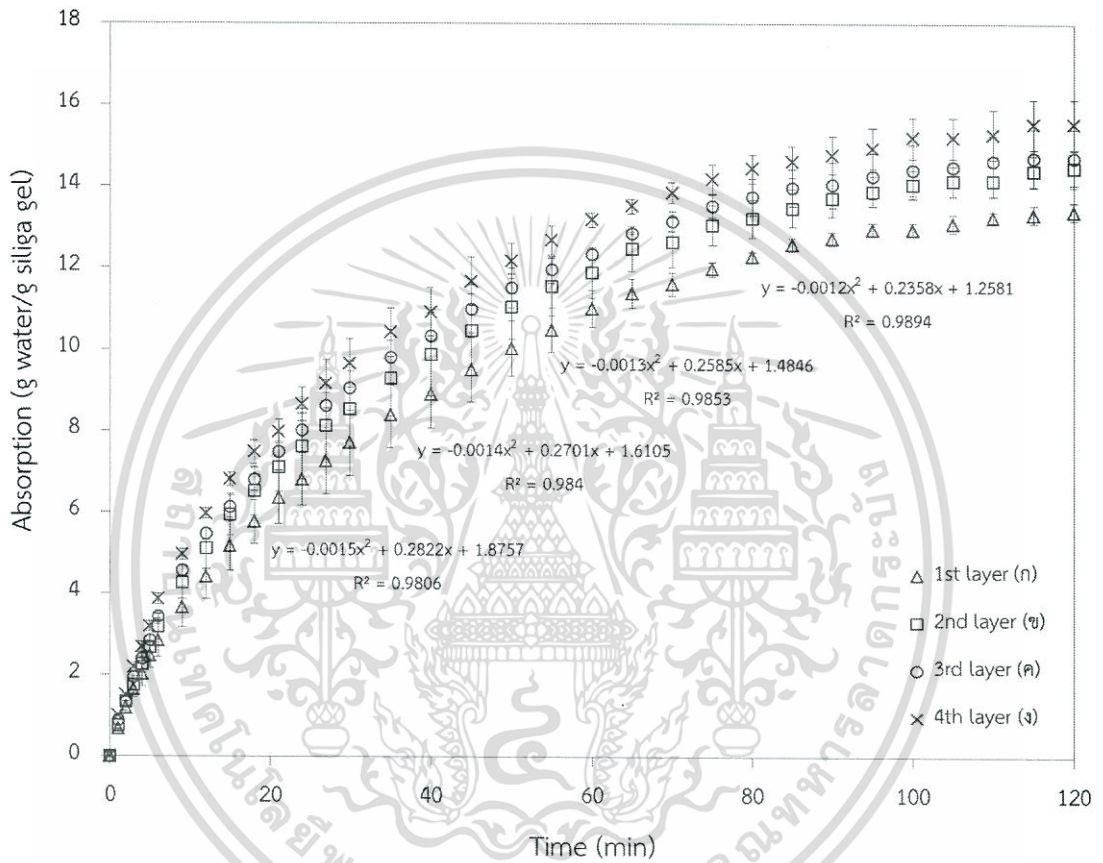 18
16
14
12
10
8
6
4
2
0
Absorption (g water/g siliga gel)
y = -0.0012x² + 0.2358x + 1.2581
R² = 0.9894
y = -0.0013x² + 0.2585x + 1.4846
R² = 0.9853
y = -0.0014x² + 0.2701x + 1.6105
R² = 0.984
y = -0.0015x² + 0.2822x + 1.8757
R² = 0.9806
1st layer (ก)
2nd layer (ข)
3rd layer (ค)
4th layer (ง)
0 20 40 60 80 100 120
Time (min)